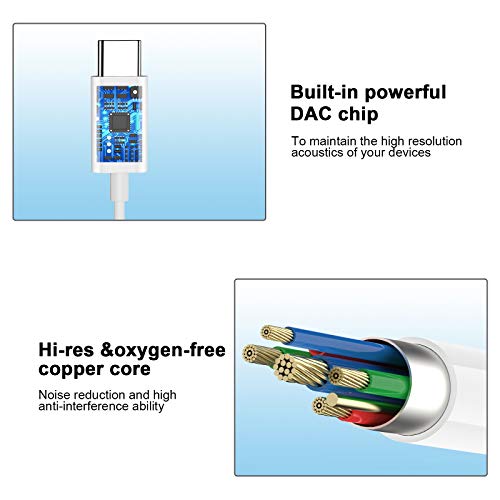 Built-in powerful
DAC chip
To maintain the high resolution
acoustics of your devices
Hi-res &oxygen-free
copper core
Noise reduction and high
anti-interference ability